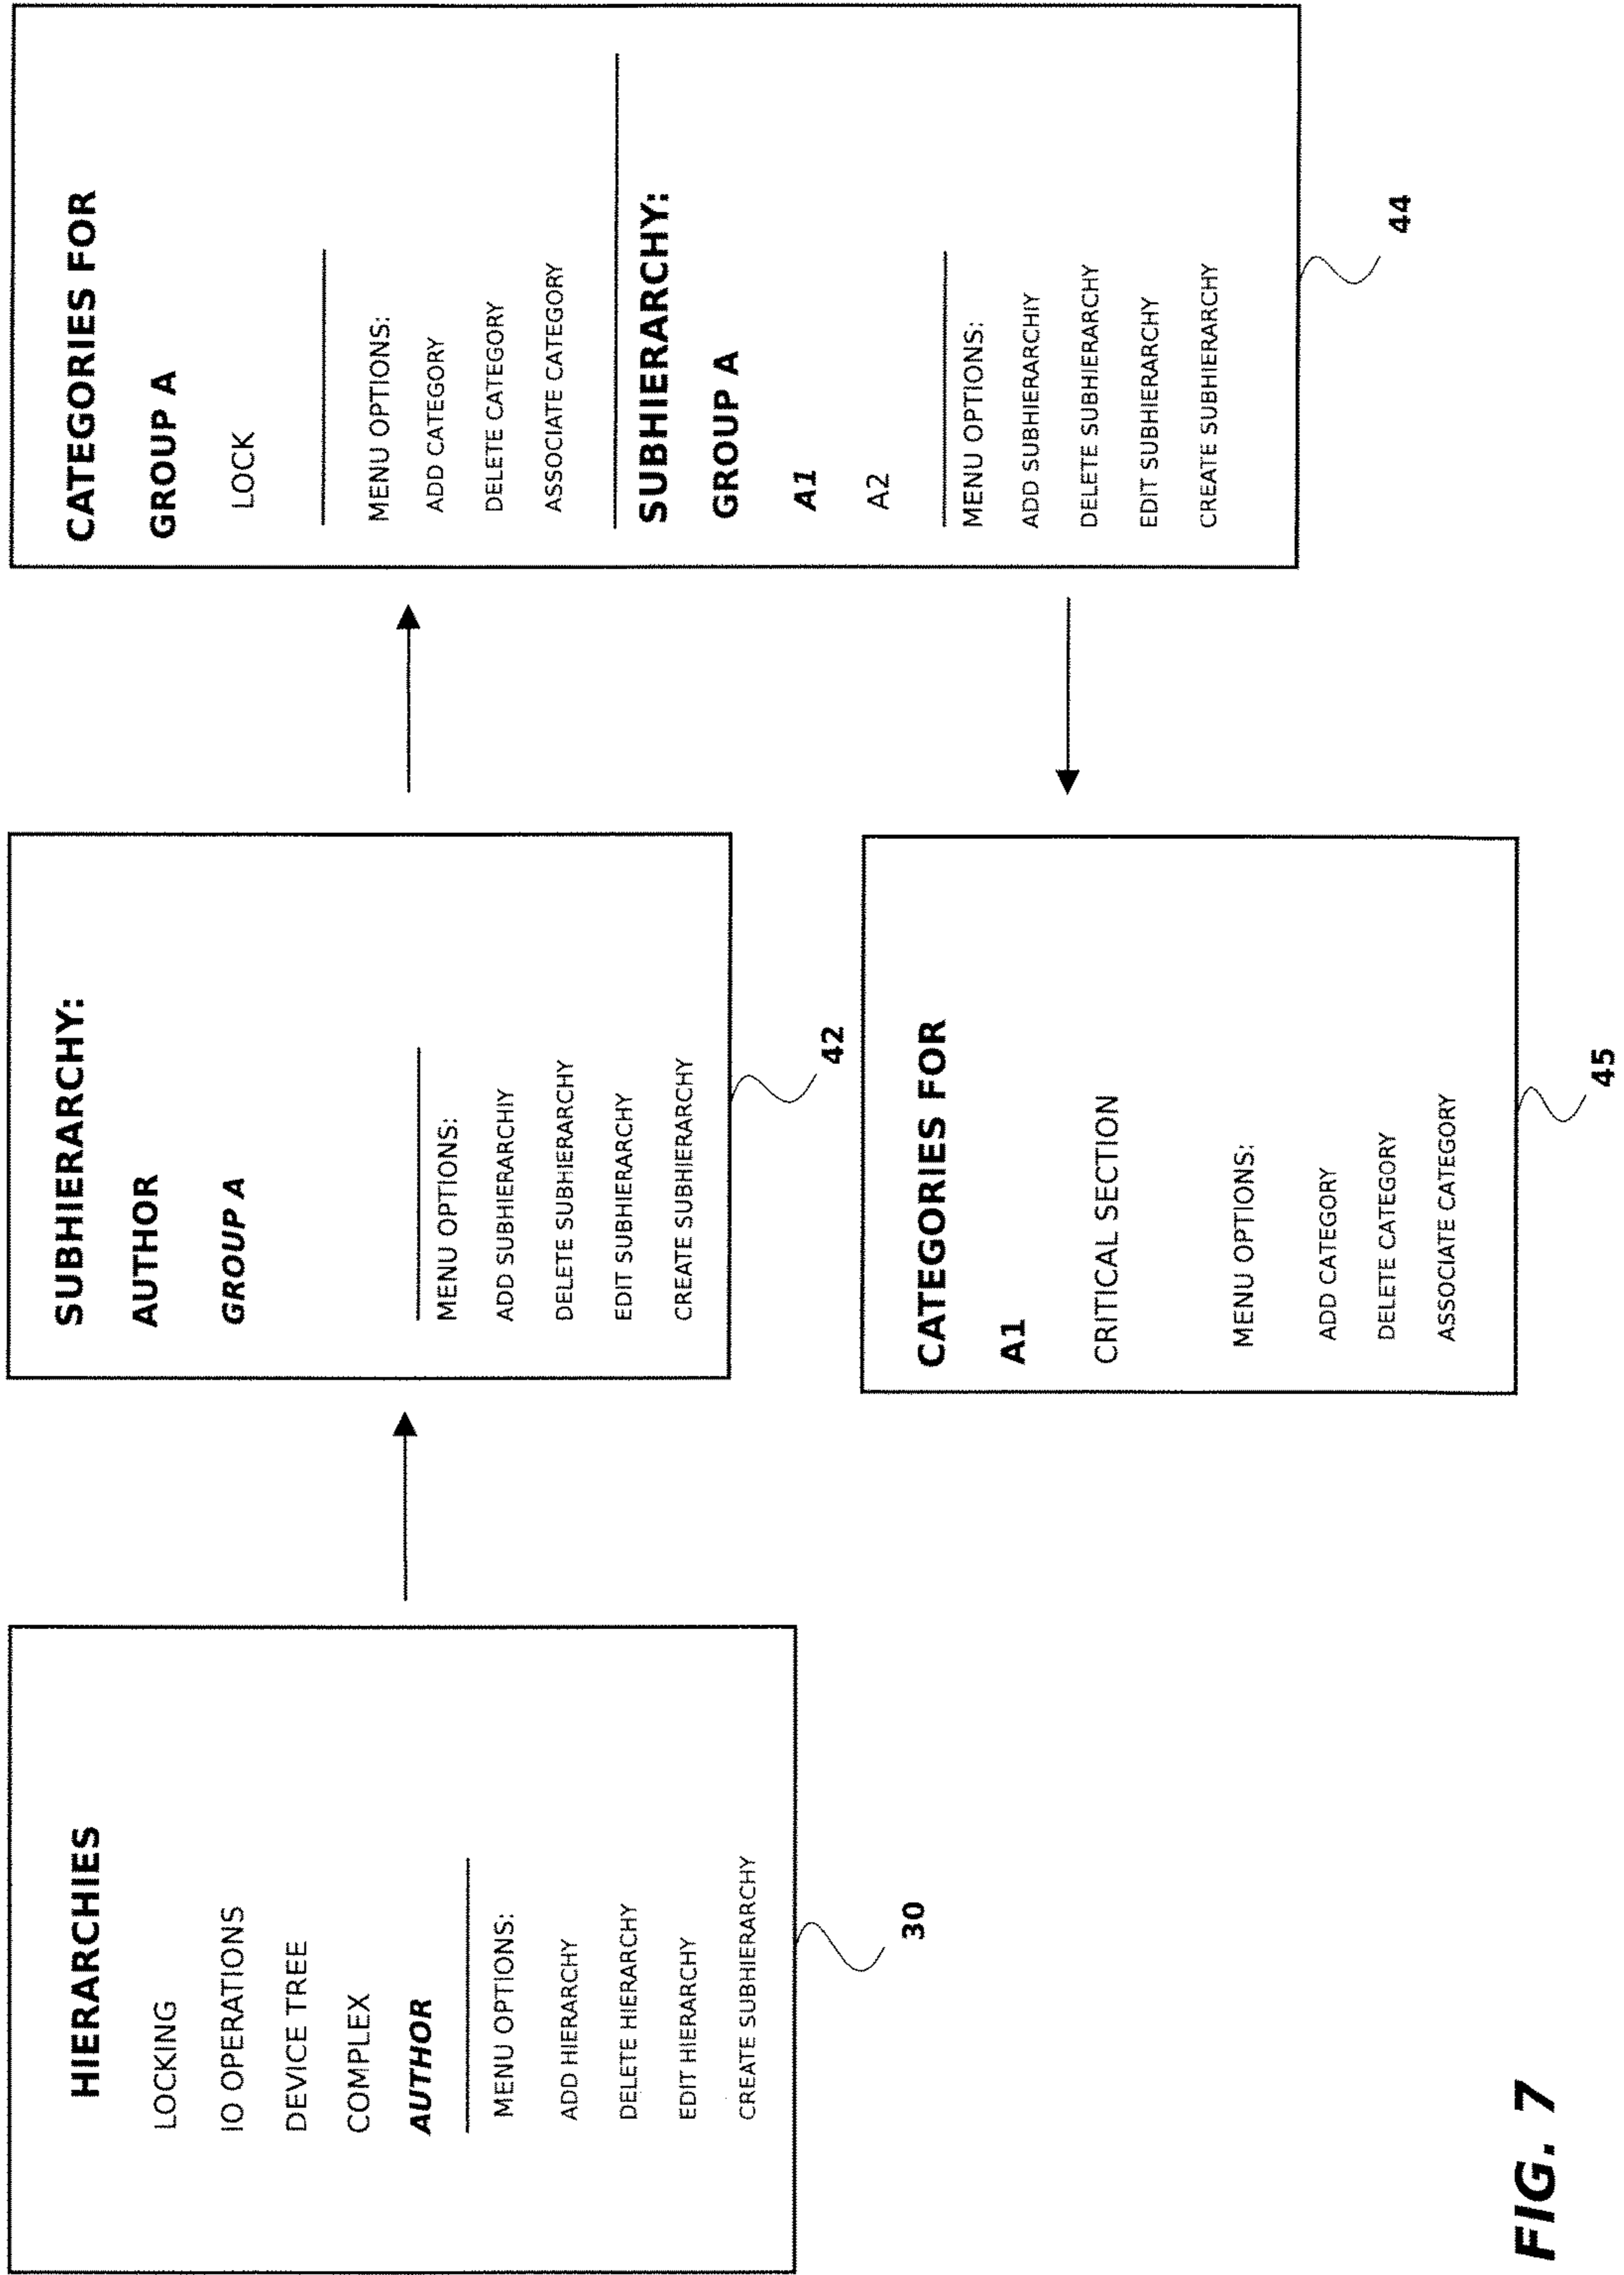 HIERARCHIES
LOCKING
IO OPERATIONS
DEVICE TREE
COMPLEX
AUTHOR
MENU OPTIONS:
ADD HIERARCHY
DELETE HIERARCHY
EDIT HIERARCHY
CREATE SUBHIERARCHY
30
SUBHIERARCHY:
AUTHOR
GROUP A
MENU OPTIONS:
ADD SUBHIERARCHIY
DELETE SUBHIERARCHY
EDIT SUBHIERARCHY
CREATE SUBHIERARCHY
42
CATEGORIES FOR
GROUP A
LOCK
MENU OPTIONS:
ADD CATEGORY
DELETE CATEGORY
ASSOCIATE CATEGORY
SUBHIERARCHY:
GROUP A
A1
A2
MENU OPTIONS:
ADD SUBHIERARCHIY
DELETE SUBHIERARCHY
EDIT SUBHIERARCHY
CREATE SUBHIERARCHY
44
CATEGORIES FOR
A1
CRITICAL SECTION
MENU OPTIONS:
ADD CATEGORY
DELETE CATEGORY
ASSOCIATE CATEGORY
45
FIG. 7